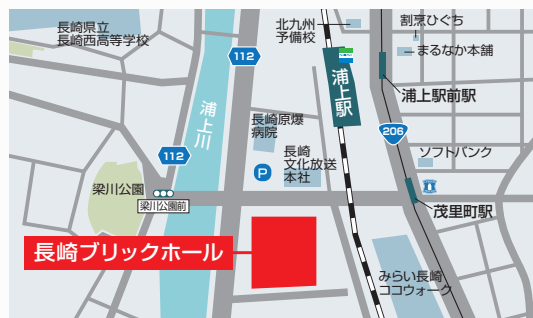 長崎県立
長崎西高等学校
北九州
予備校
割烹ひぐち
まるなか本舗
112
浦上駅
浦上駅前駅
浦上川
長崎原爆
病院
206
112
長崎
文化放送
本社
P
ソフトバンク
梁川公園
梁川公園前
茂里町駅
長崎ブリックホール
みらい長崎
ココウォーク